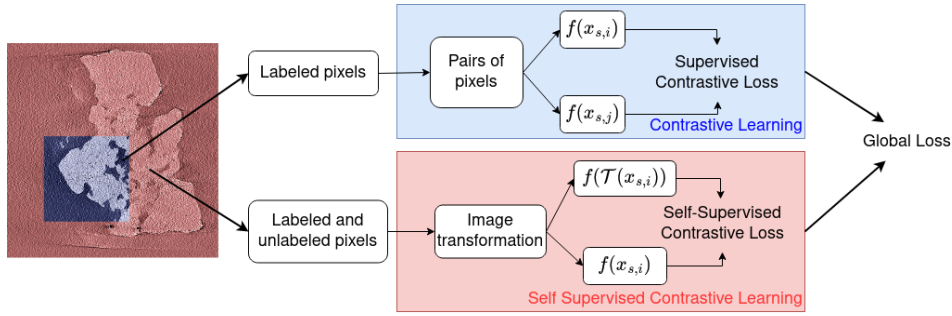 Labeled pixels
Pairs of
pixels
f(x_{s,i})
f(x_{s,j})
Supervised
Contrastive Loss
Contrastive Learning
Global Loss
Labeled and
unlabeled pixels
Image
transformation
f(𝒯(x_{s,i}))
f(x_{s,i})
Self-Supervised
Contrastive Loss
Self Supervised Contrastive Learning